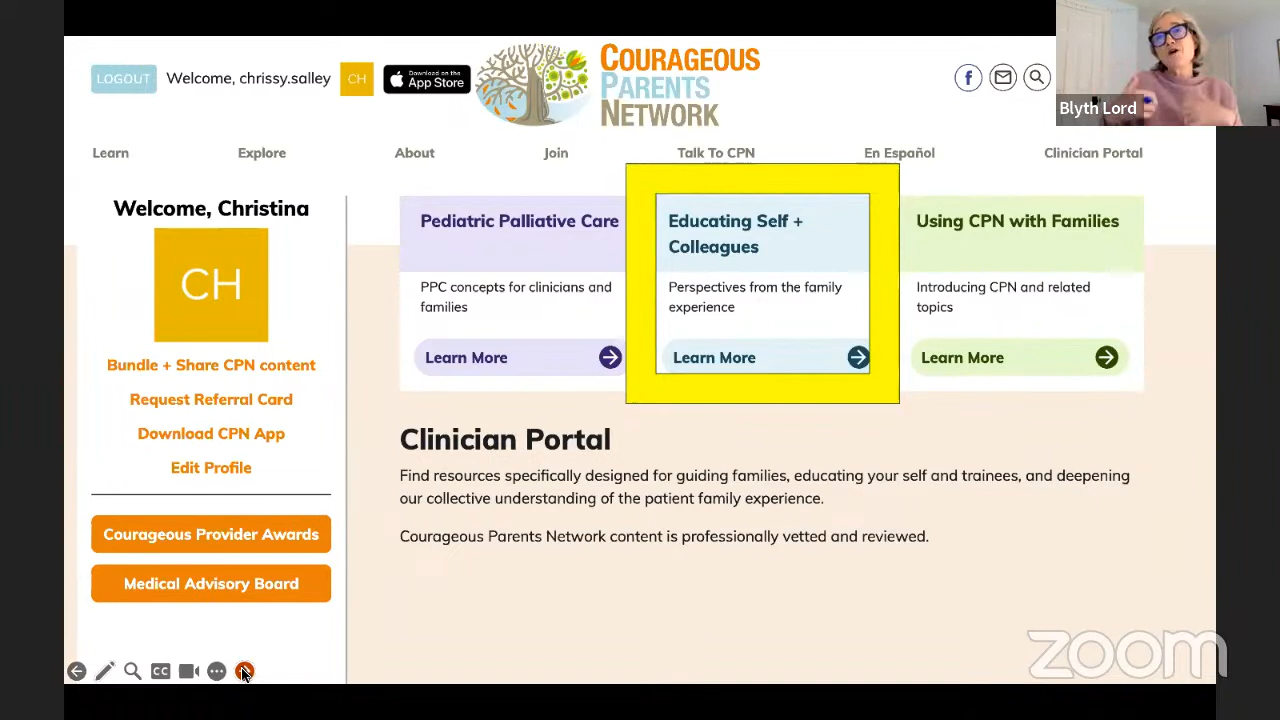 LOGOUT
Welcome, chrissy.salley
CH
Download on the
App Store
COURAGEOUS
PARENTS
NETWORK
f
Blyth Lord
Learn
Explore
About
Join
Talk To CPN
En Español
Clinician Portal
Welcome, Christina
CH
Bundle + Share CPN content
Request Referral Card
Download CPN App
Edit Profile
Courageous Provider Awards
Medical Advisory Board
Pediatric Palliative Care
PPC concepts for clinicians and
families
Learn More
Educating Self +
Colleagues
Perspectives from the family
experience
Learn More
Using CPN with Families
Introducing CPN and related
topics
Learn More
Clinician Portal
Find resources specifically designed for guiding families, educating your self and trainees, and deepening
our collective understanding of the patient family experience.
Courageous Parents Network content is professionally vetted and reviewed.
CC
zoom